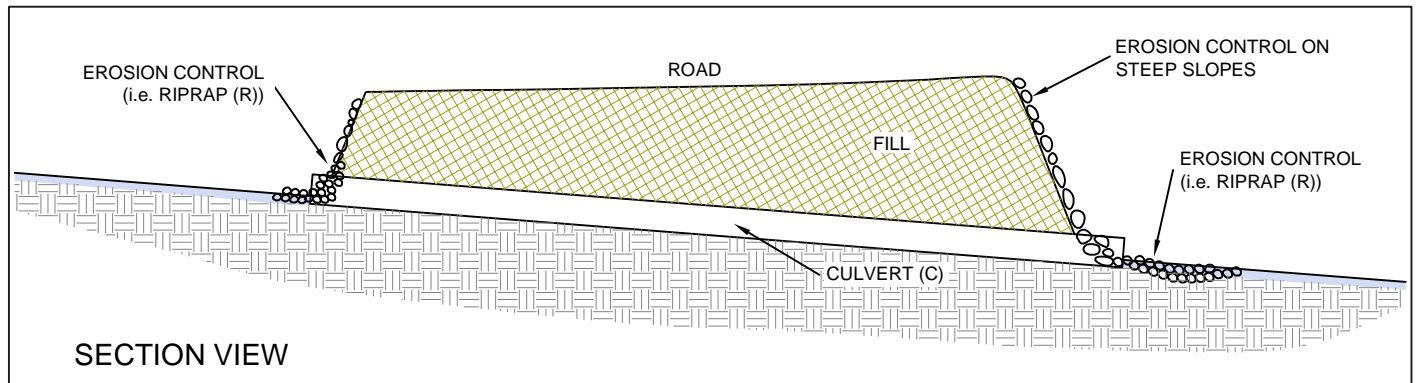 EROSION CONTROL
(i.e. RIPRAP (R))
ROAD
EROSION CONTROL ON
STEEP SLOPES
FILL
EROSION CONTROL
(i.e. RIPRAP (R))
CULVERT (C)
SECTION VIEW